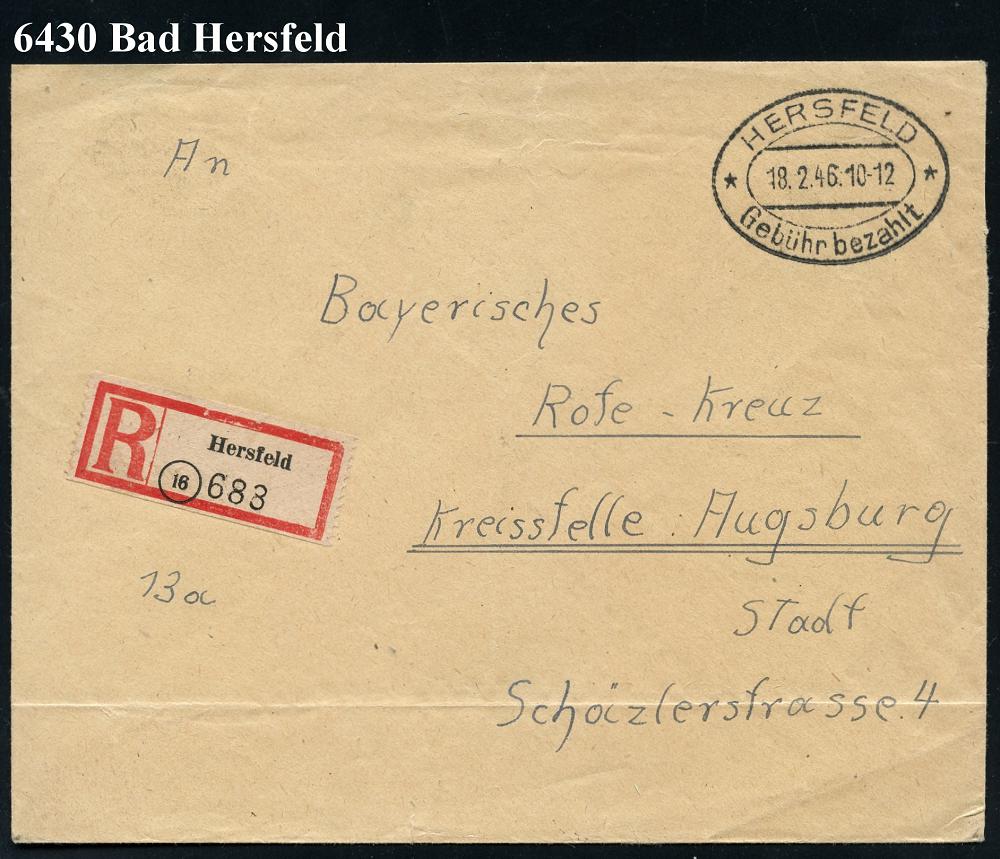 6430 Bad Hersfeld
HERSFELD
18.2.46.10-12
Gebühr bezahlt
An
Bayerisches
Rote - Kreuz
R
Hersfeld
16 683
Kreisstelle : Augsburg
13a
Stadt
Schäzlerstrasse. 4